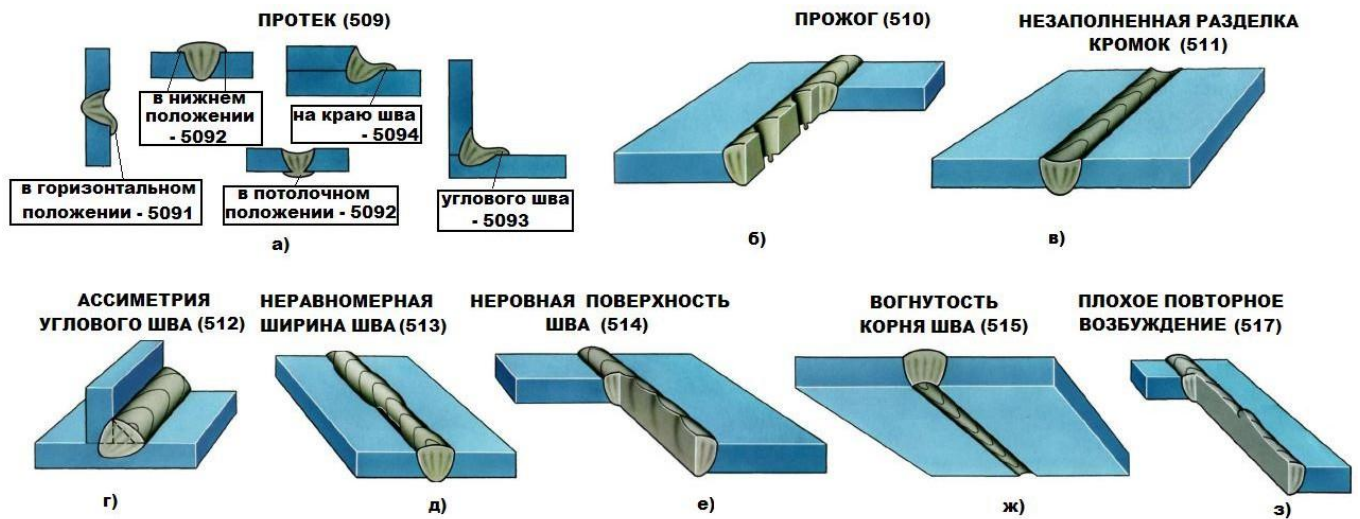 ПРОТЕК (509)
в нижнем
положении
- 5092
на краю шва
- 5094
в горизонтальном
положении - 5091
в потолочном
положении - 5092
углового шва
- 5093
а)
ПРОЖОГ (510)
б)
НЕЗАПОЛНЕННАЯ РАЗДЕЛКА
КРОМОК (511)
в)
АССИМЕТРИЯ
УГЛОВОГО ШВА (512)
г)
НЕРАВНОМЕРНАЯ
ШИРИНА ШВА (513)
д)
НЕРОВНАЯ ПОВЕРХНОСТЬ
ШВА (514)
е)
ВОГНУТОСТЬ
КОРНЯ ШВА (515)
ж)
ПЛОХОЕ ПОВТОРНОЕ
ВОЗБУЖДЕНИЕ (517)
з)